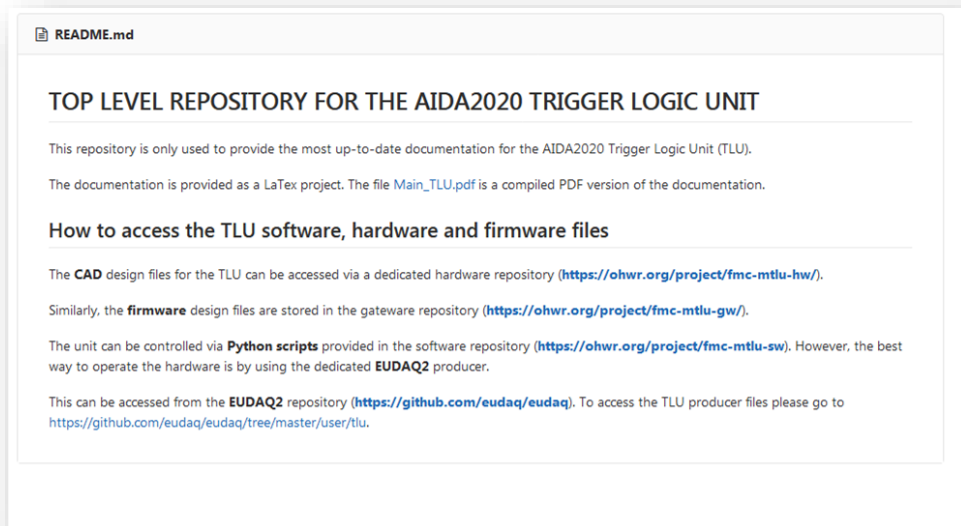 README.md
TOP LEVEL REPOSITORY FOR THE AIDA2020 TRIGGER LOGIC UNIT
This repository is only used to provide the most up-to-date documentation for the AIDA2020 Trigger Logic Unit (TLU).
The documentation is provided as a LaTex project. The file Main_TLU.pdf is a compiled PDF version of the documentation.
How to access the TLU software, hardware and firmware files
The CAD design files for the TLU can be accessed via a dedicated hardware repository (https://ohwr.org/project/fmc-mtlu-hw/).
Similarly, the firmware design files are stored in the gateware repository (https://ohwr.org/project/fmc-mtlu-gw/).
The unit can be controlled via Python scripts provided in the software repository (https://ohwr.org/project/fmc-mtlu-sw). However, the best
way to operate the hardware is by using the dedicated EUDAQ2 producer.
This can be accessed from the EUDAQ2 repository (https://github.com/eudaq/eudaq). To access the TLU producer files please go to
https://github.com/eudaq/eudaq/tree/master/user/tlu.